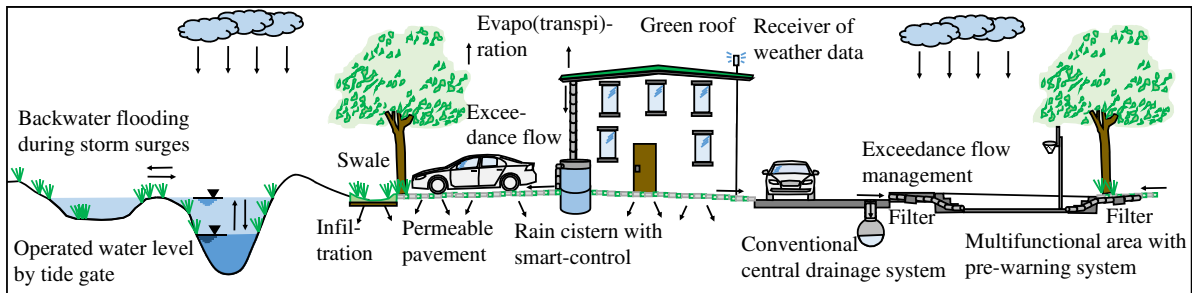 Evapo(transpi)-
ration
Green roof
Receiver of
weather data
Backwater flooding
during storm surges
Excee-
dance flow
Swale
Exceedance flow
management
Operated water level
by tide gate
Infil-
tration
Permeable
pavement
Rain cistern with
smart-control
Conventional
central drainage system
Filter
Filter
Multifunctional area with
pre-warning system